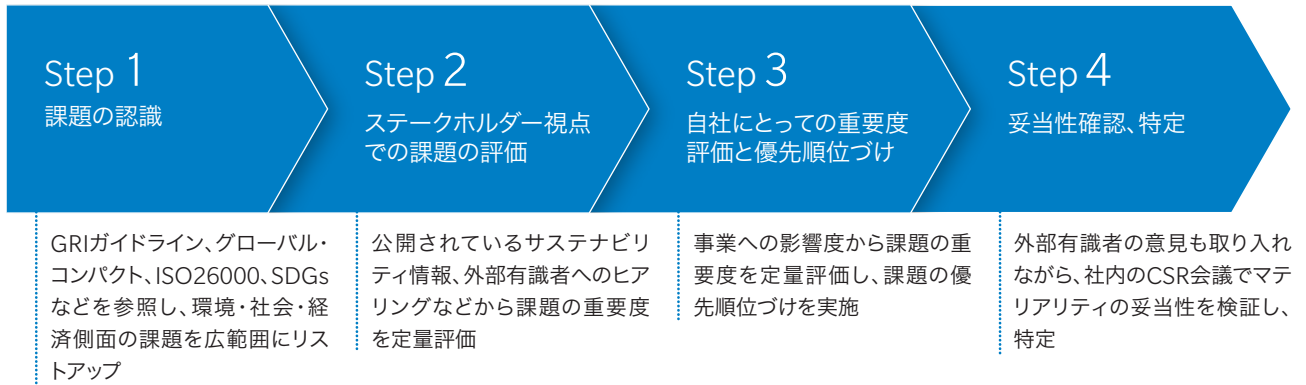 Step 1
課題の認識
Step 2
ステークホルダー視点
での課題の評価
Step 3
自社にとっての重要度
評価と優先順位づけ
Step 4
妥当性確認、特定
GRIガイドライン、グローバル・
コンパクト、ISO26000、SDGs
などを参照し、環境・社会・経
済側面の課題を広範囲にリス
トアップ
公開されているサステナビリ
ティ情報、外部有識者へのヒア
リングなどから課題の重要度
を定量評価
事業への影響度から課題の重
要度を定量評価し、課題の優
先順位づけを実施
外部有識者の意見も取り入れ
ながら、社内のCSR会議でマテ
リアリティの妥当性を検証し、
特定